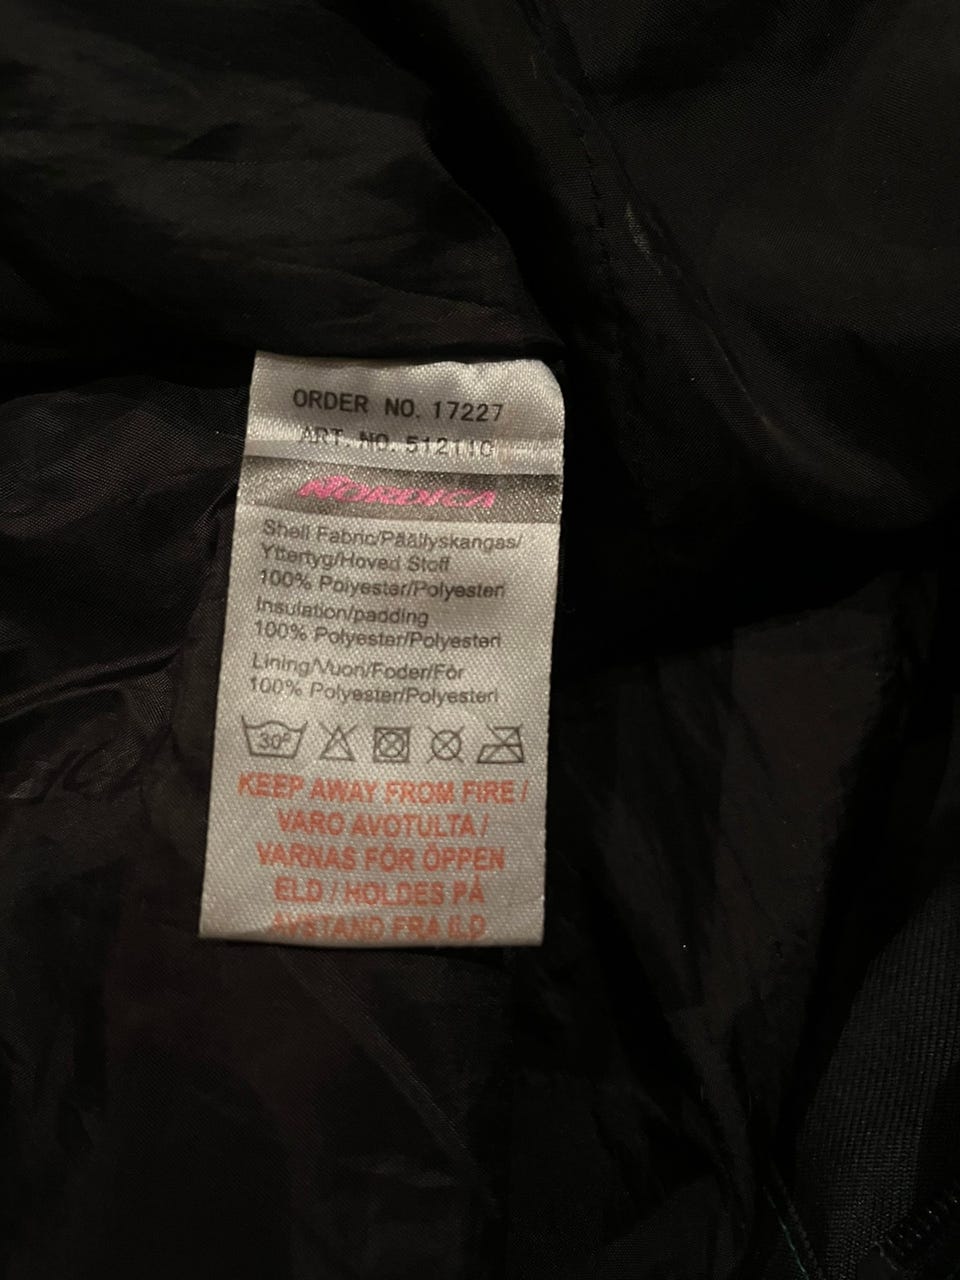 ORDER NO. 17227
ART. NO. 512110
NORDICA
Shell Fabric/Päällyskangas/
Yttertyg/Hoved Stoff
100% Polyester/Polyesteri
Insulation/padding
100% Polyester/Polyesteri
Lining/Vuori/Foder/Fòr
100% Polyester/Polyesteri
30°
KEEP AWAY FROM FIRE /
VARO AVOTULTA /
VARNAS FÖR ÖPPEN
ELD / HOLDES PÅ
AVSTAND FRA ILD